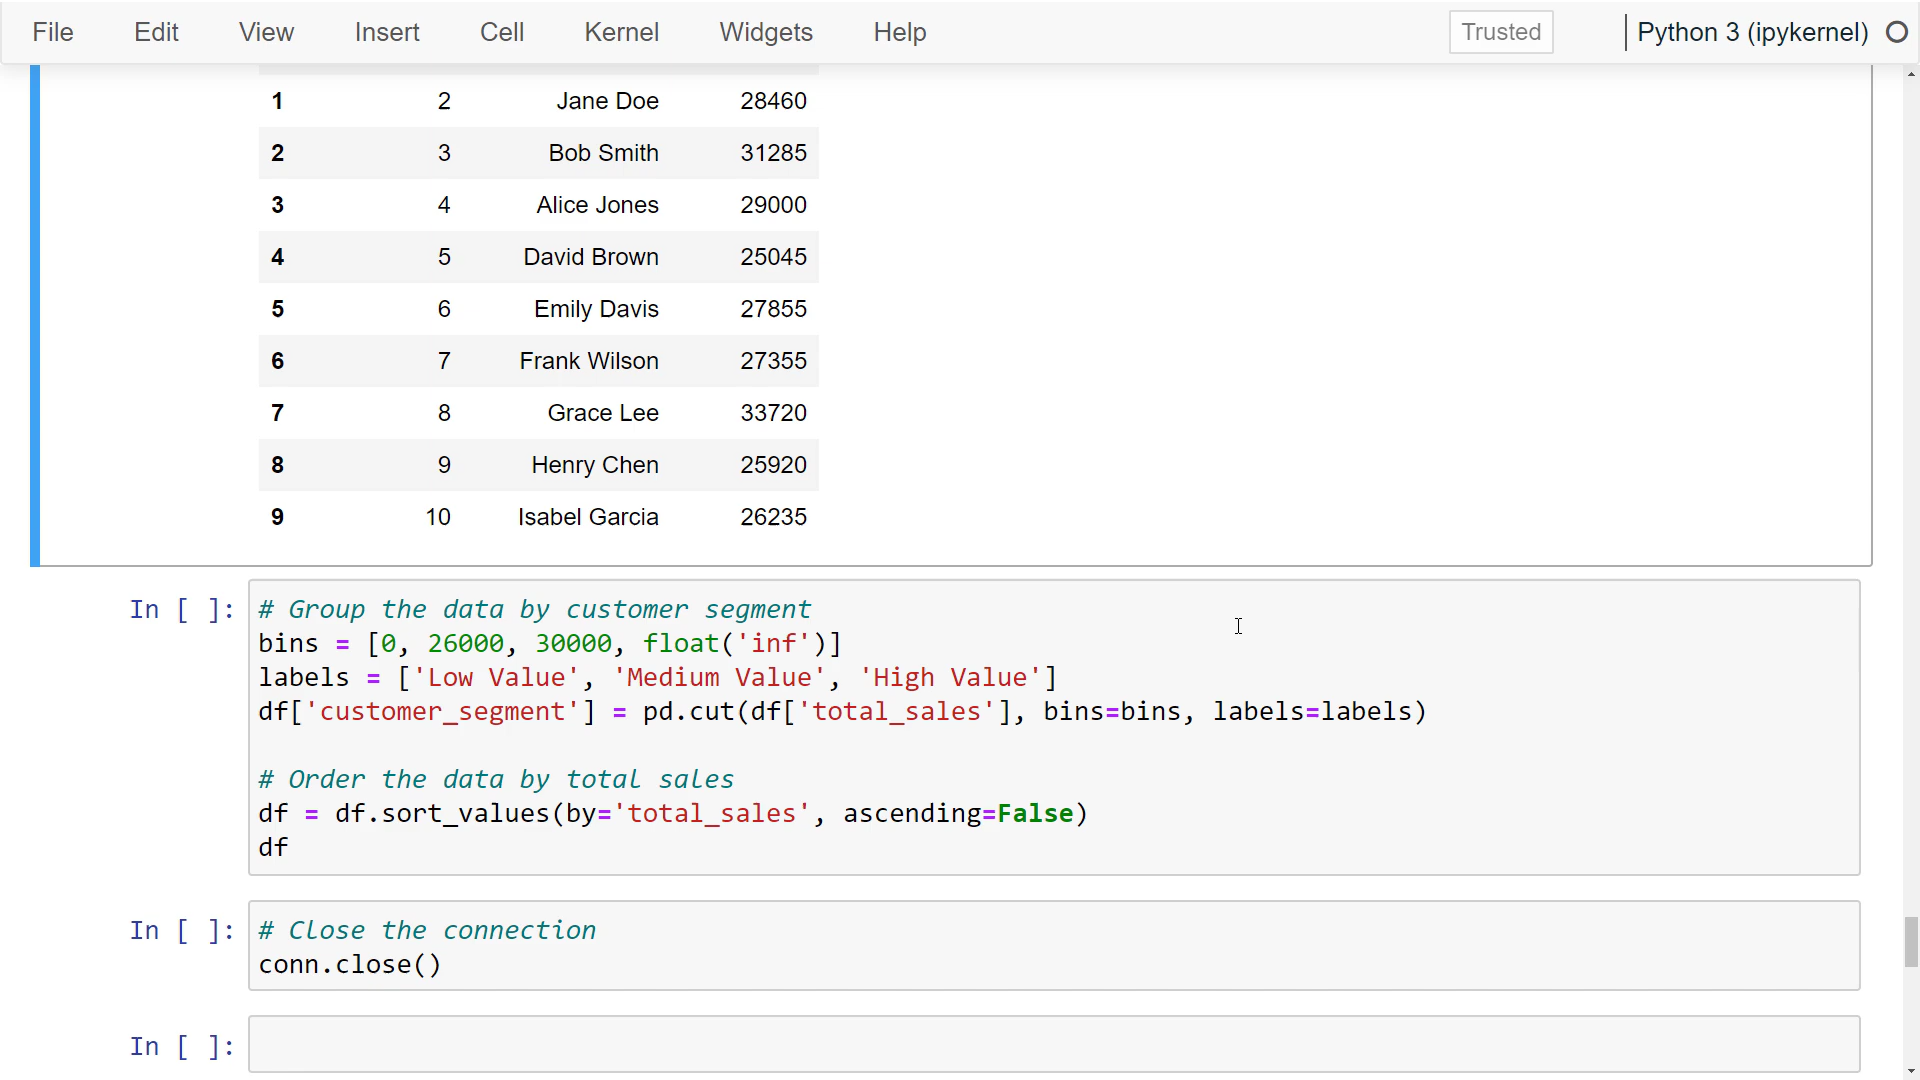 File Edit View Insert Cell Kernel Widgets Help Trusted Python 3 (ipykernel)
1 2 Jane Doe 28460
2 3 Bob Smith 31285
3 4 Alice Jones 29000
4 5 David Brown 25045
5 6 Emily Davis 27855
6 7 Frank Wilson 27355
7 8 Grace Lee 33720
8 9 Henry Chen 25920
9 10 Isabel Garcia 26235
In [ ]: # Group the data by customer segment
bins = [0, 26000, 30000, float('inf')]
labels = ['Low Value', 'Medium Value', 'High Value']
df['customer_segment'] = pd.cut(df['total_sales'], bins=bins, labels=labels)
# Order the data by total sales
df = df.sort_values(by='total_sales', ascending=False)
df
In [ ]: # Close the connection
conn.close()
In [ ]: